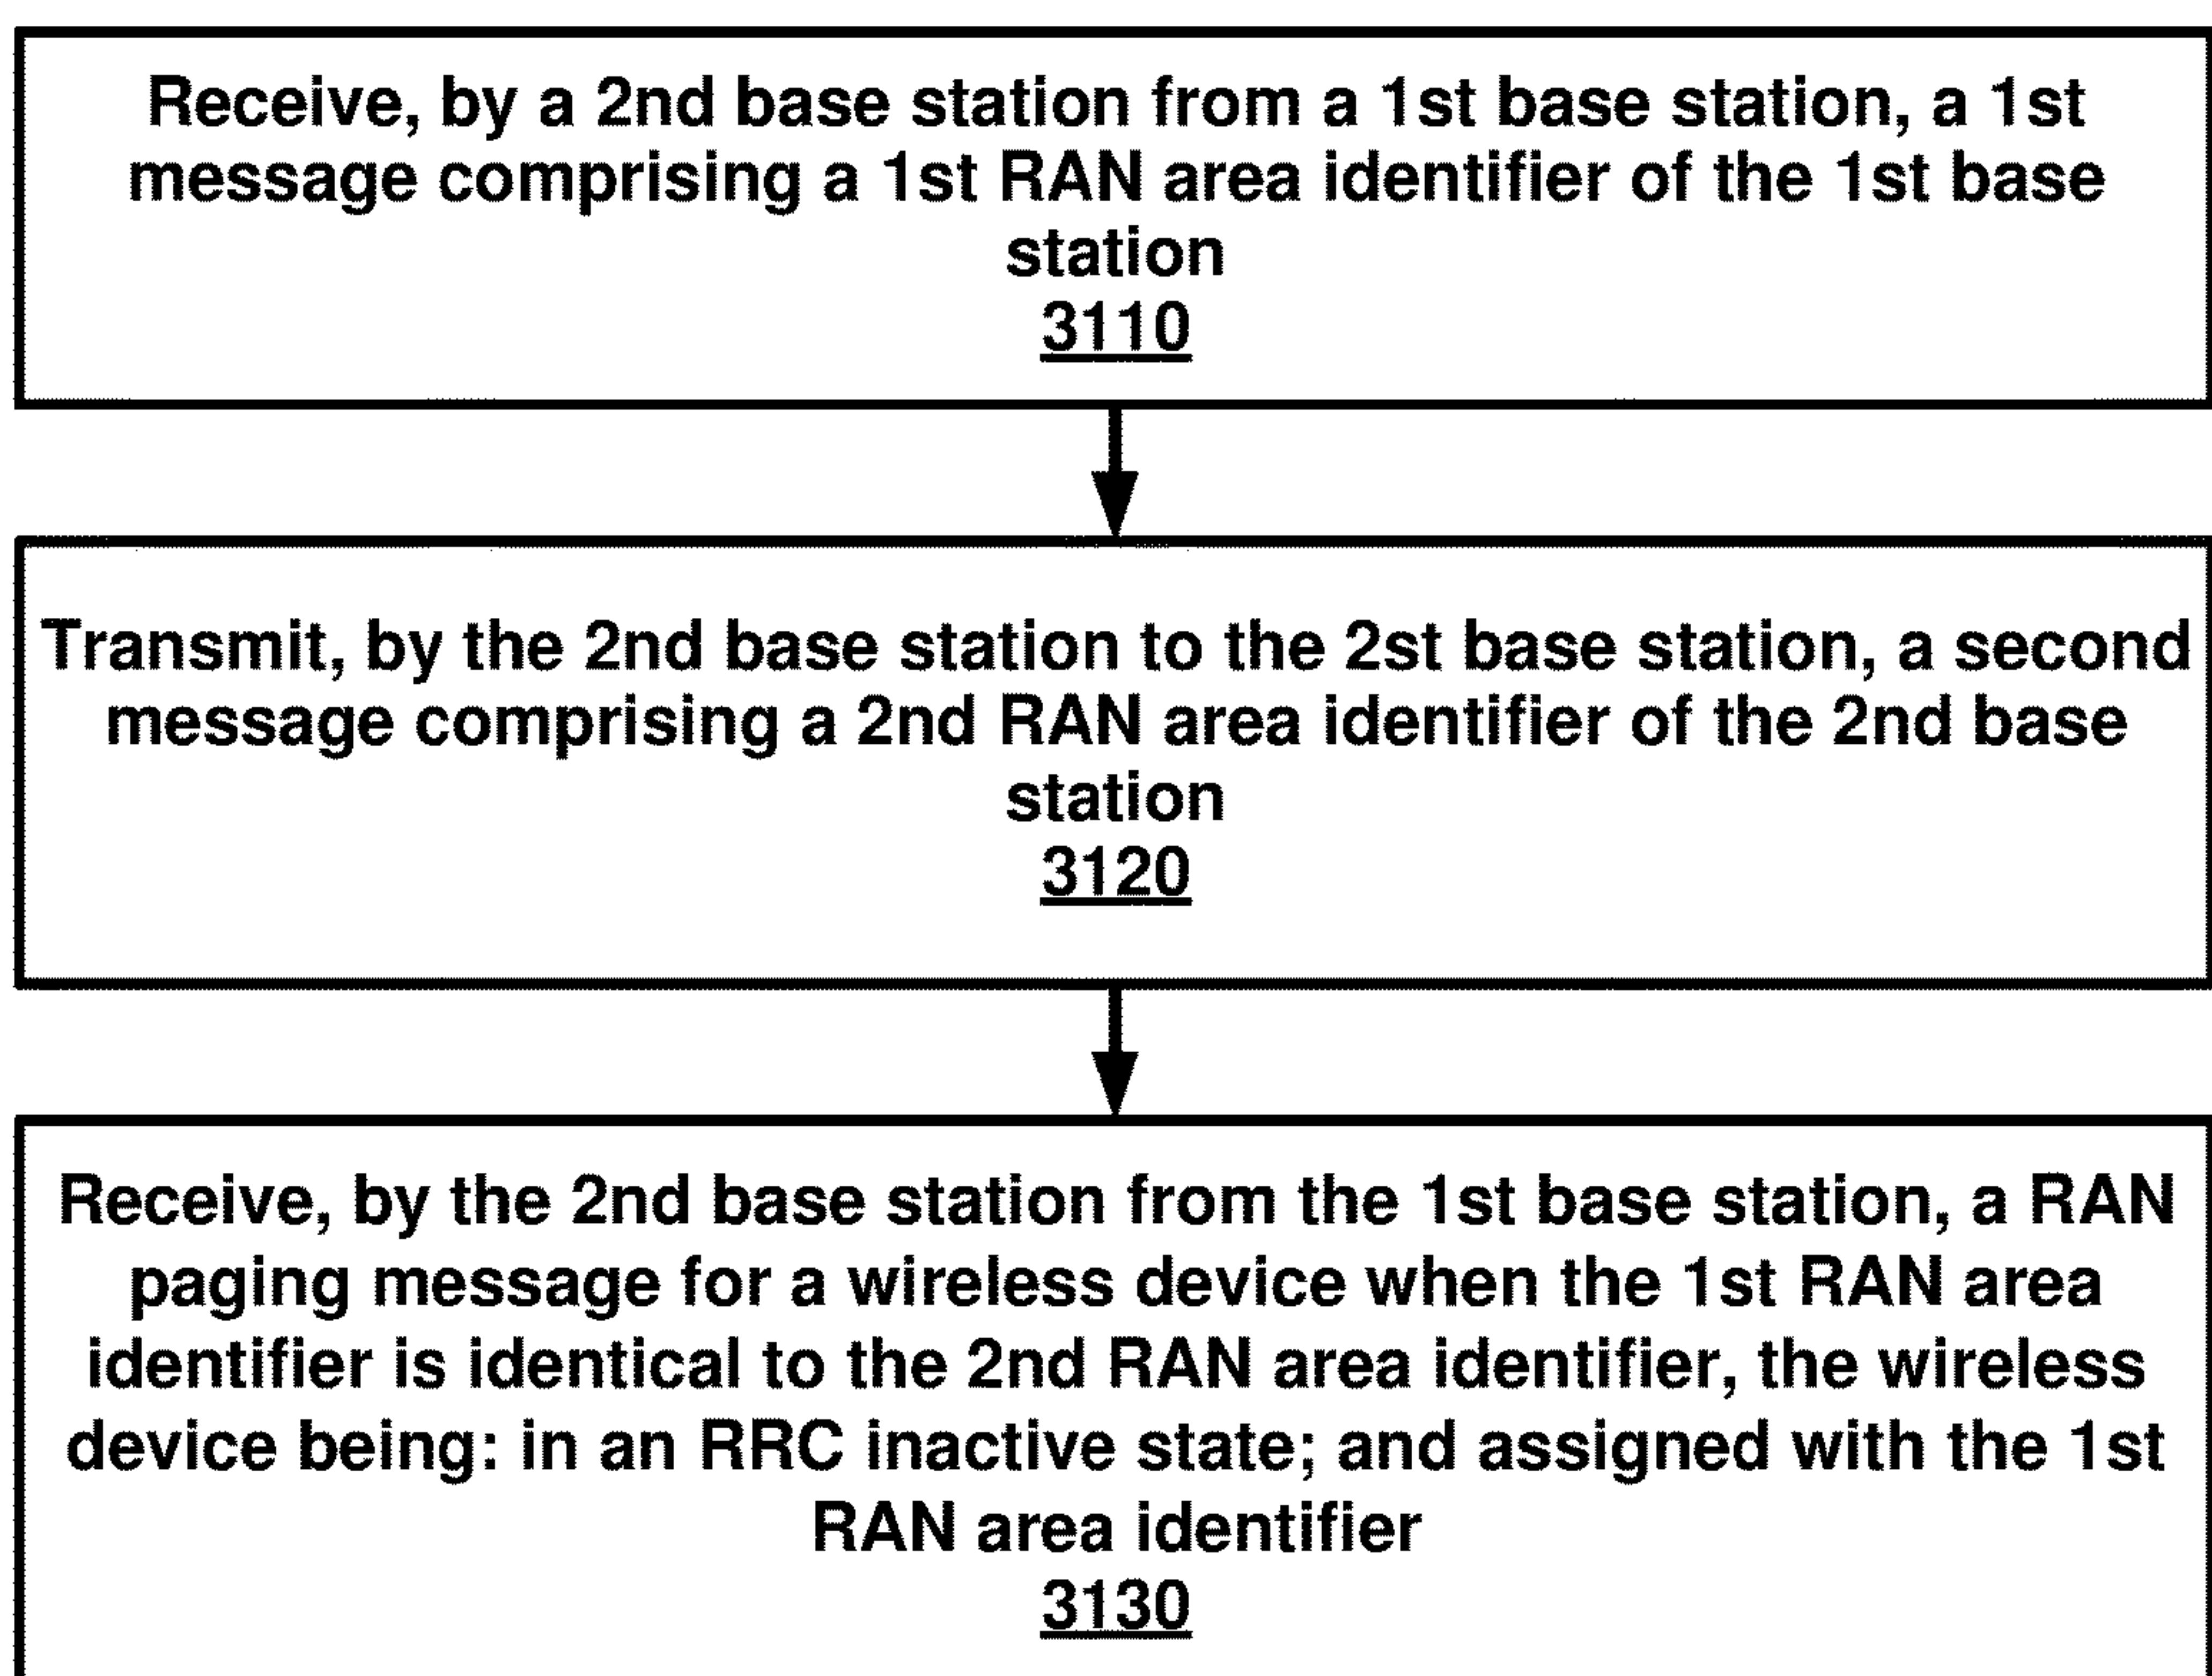 Receive, by a 2nd base station from a 1st base station, a 1st
message comprising a 1st RAN area identifier of the 1st base
station
3110
Transmit, by the 2nd base station to the 2st base station, a second
message comprising a 2nd RAN area identifier of the 2nd base
station
3120
Receive, by the 2nd base station from the 1st base station, a RAN
paging message for a wireless device when the 1st RAN area
identifier is identical to the 2nd RAN area identifier, the wireless
device being: in an RRC inactive state; and assigned with the 1st
RAN area identifier
3130